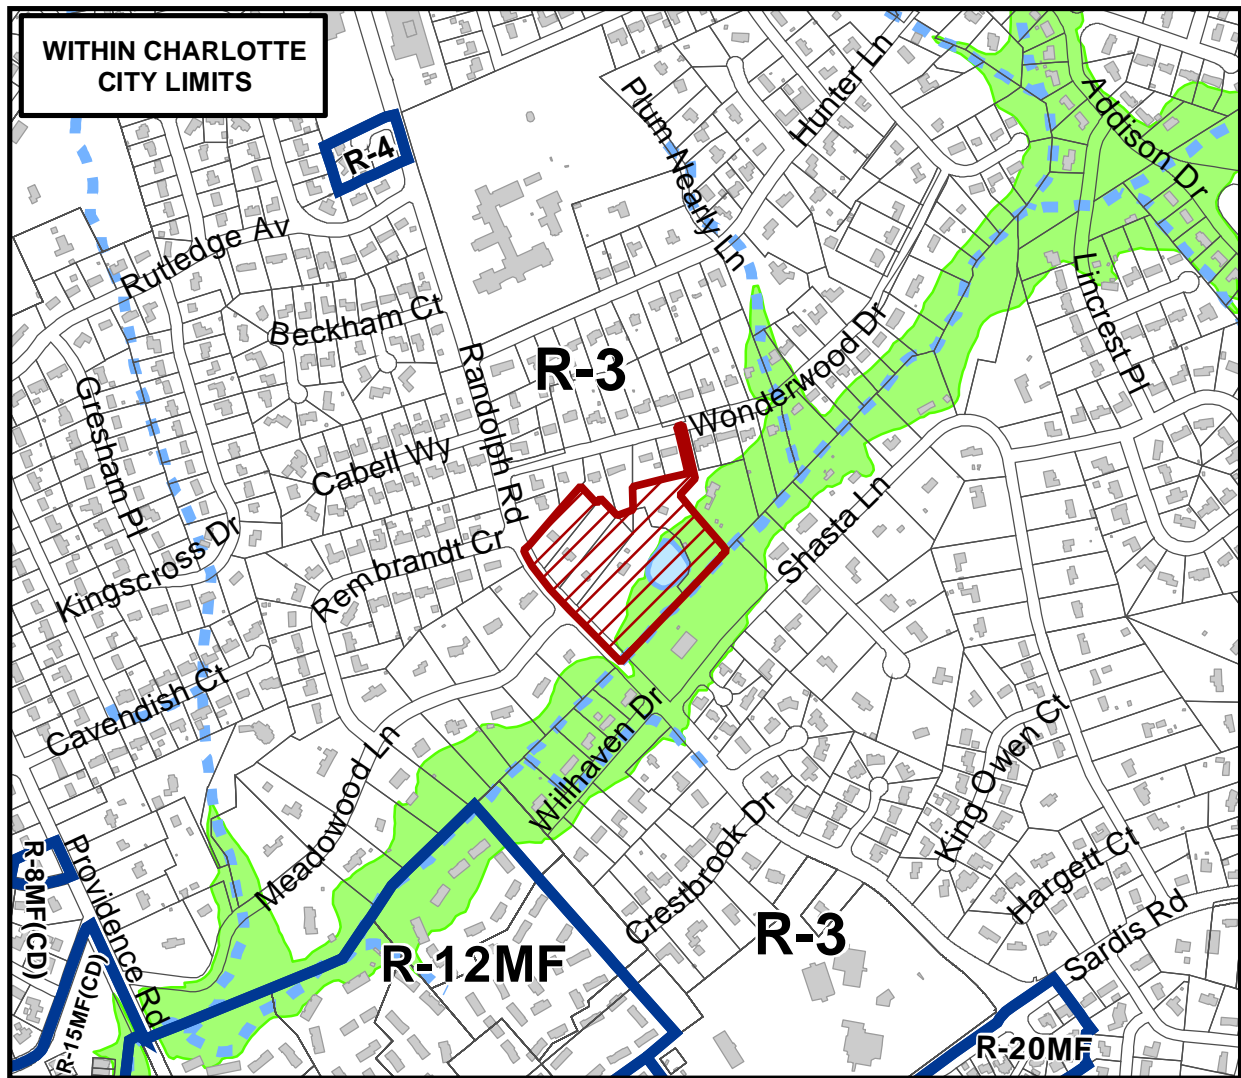 WITHIN CHARLOTTE
CITY LIMITS
R-4
Plum Nearly Ln
Hunter Ln
Addison Dr
Rutledge Av
Beckham Ct
Lincrest Pl
Randolph Rd
R-3
Wonderwood Dr
Gresham Pl
Cabell Wy
Shasta Ln
Kingscross Dr
Rembrandt Cr
Cavendish Ct
Meadowood Ln
Willhaven Dr
King Owen Ct
Crestbrook Dr
Hargett Ct
Sardis Rd
R-8MF(CD)
Providence Rd
R-15MF(CD)
R-12MF
R-3
R-20MF